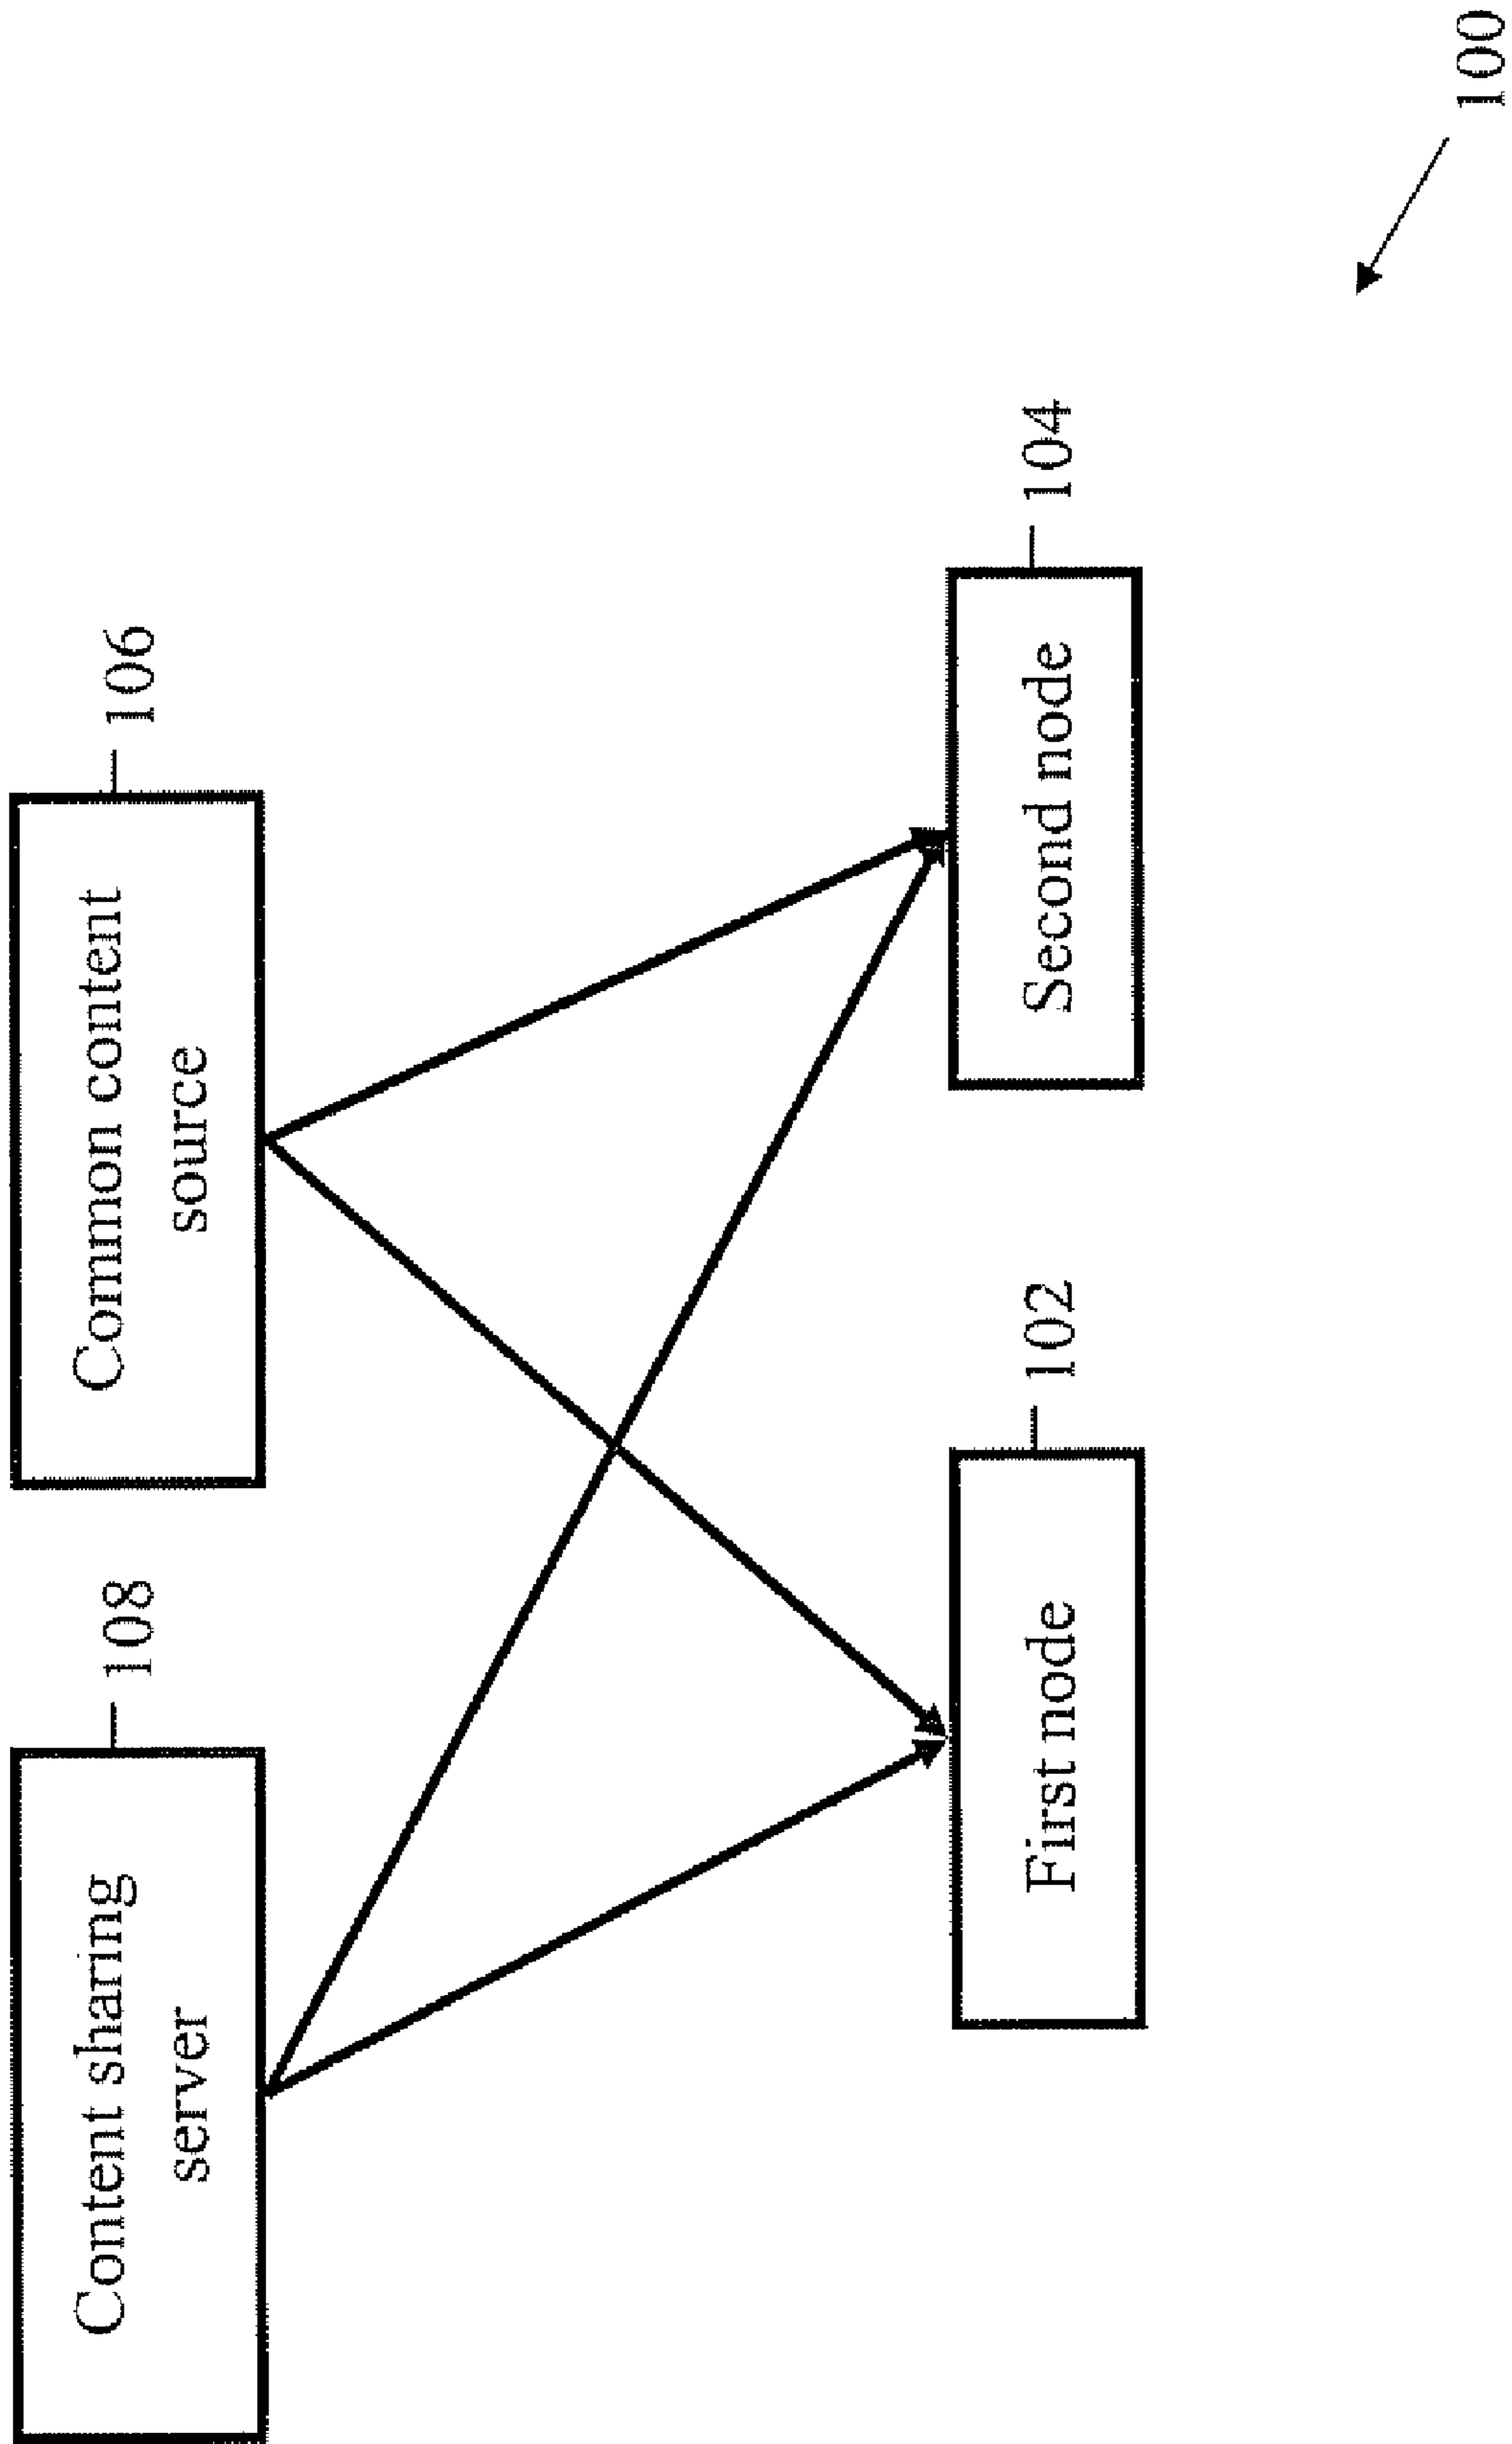 Content sharing
server
108
Common content
source
106
First node
102
Second node
104
100